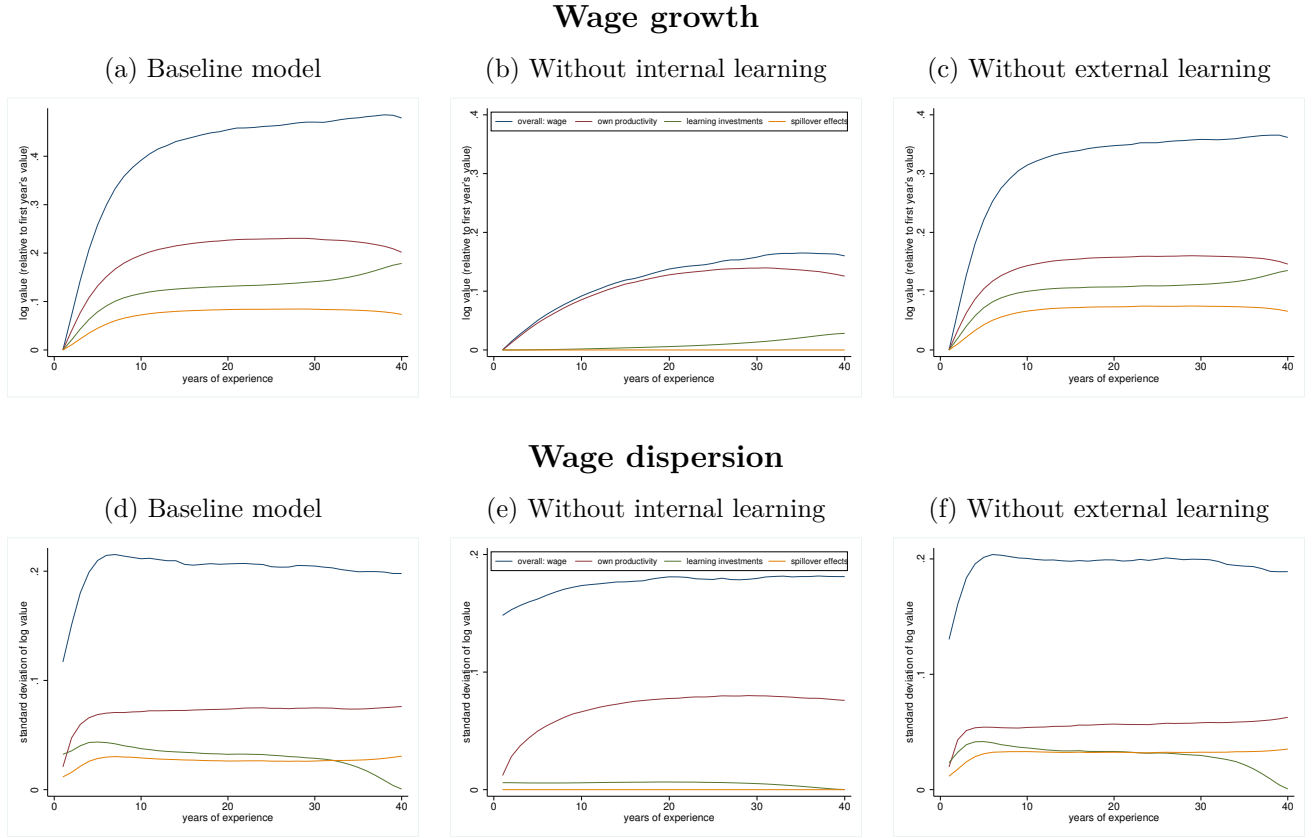 Wage growth
(a) Baseline model
(b) Without internal learning
(c) Without external learning
log value (relative to first year's value)
0 .1 .2 .3 .4
0 10 20 30 40
years of experience
log value (relative to first year's value)
0 .1 .2 .3 .4
overall: wage own productivity learning investments spillover effects
0 10 20 30 40
years of experience
log value (relative to first year's value)
0 .1 .2 .3 .4
0 10 20 30 40
years of experience
Wage dispersion
(d) Baseline model
(e) Without internal learning
(f) Without external learning
standard deviation of log value
0 .1 .2
0 10 20 30 40
years of experience
standard deviation of log value
0 .1 .2
overall: wage own productivity learning investments spillover effects
0 10 20 30 40
years of experience
standard deviation of log value
0 .1 .2
0 10 20 30 40
years of experience